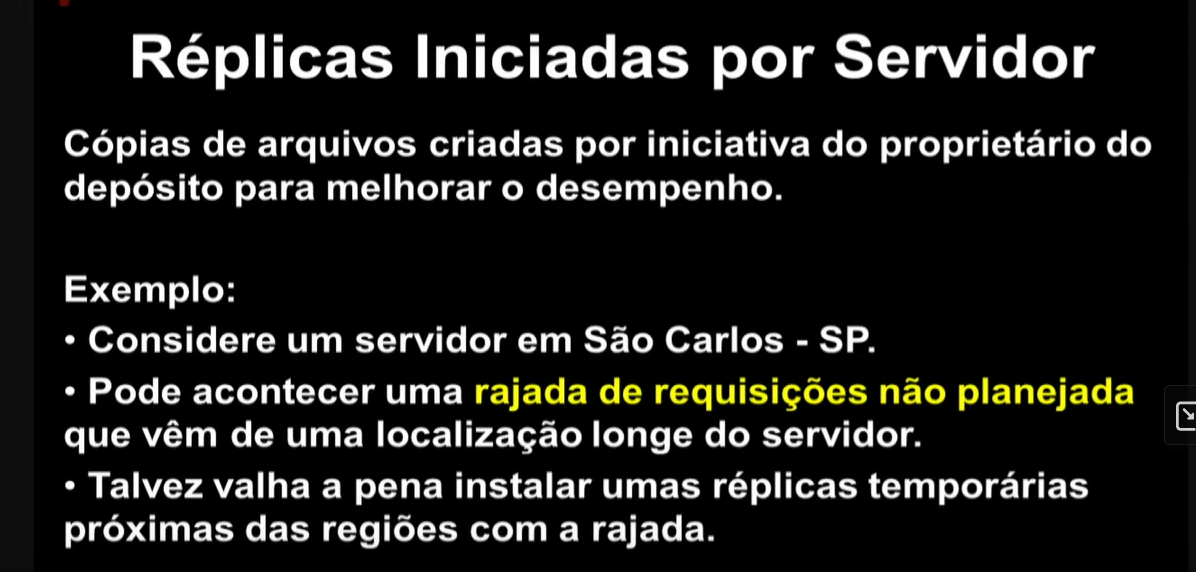 Réplicas Iniciadas por Servidor
Cópias de arquivos criadas por iniciativa do proprietário do
depósito para melhorar o desempenho.
Exemplo:
• Considere um servidor em São Carlos - SP.
• Pode acontecer uma rajada de requisições não planejada
que vêm de uma localização longe do servidor.
• Talvez valha a pena instalar umas réplicas temporárias
próximas das regiões com a rajada.